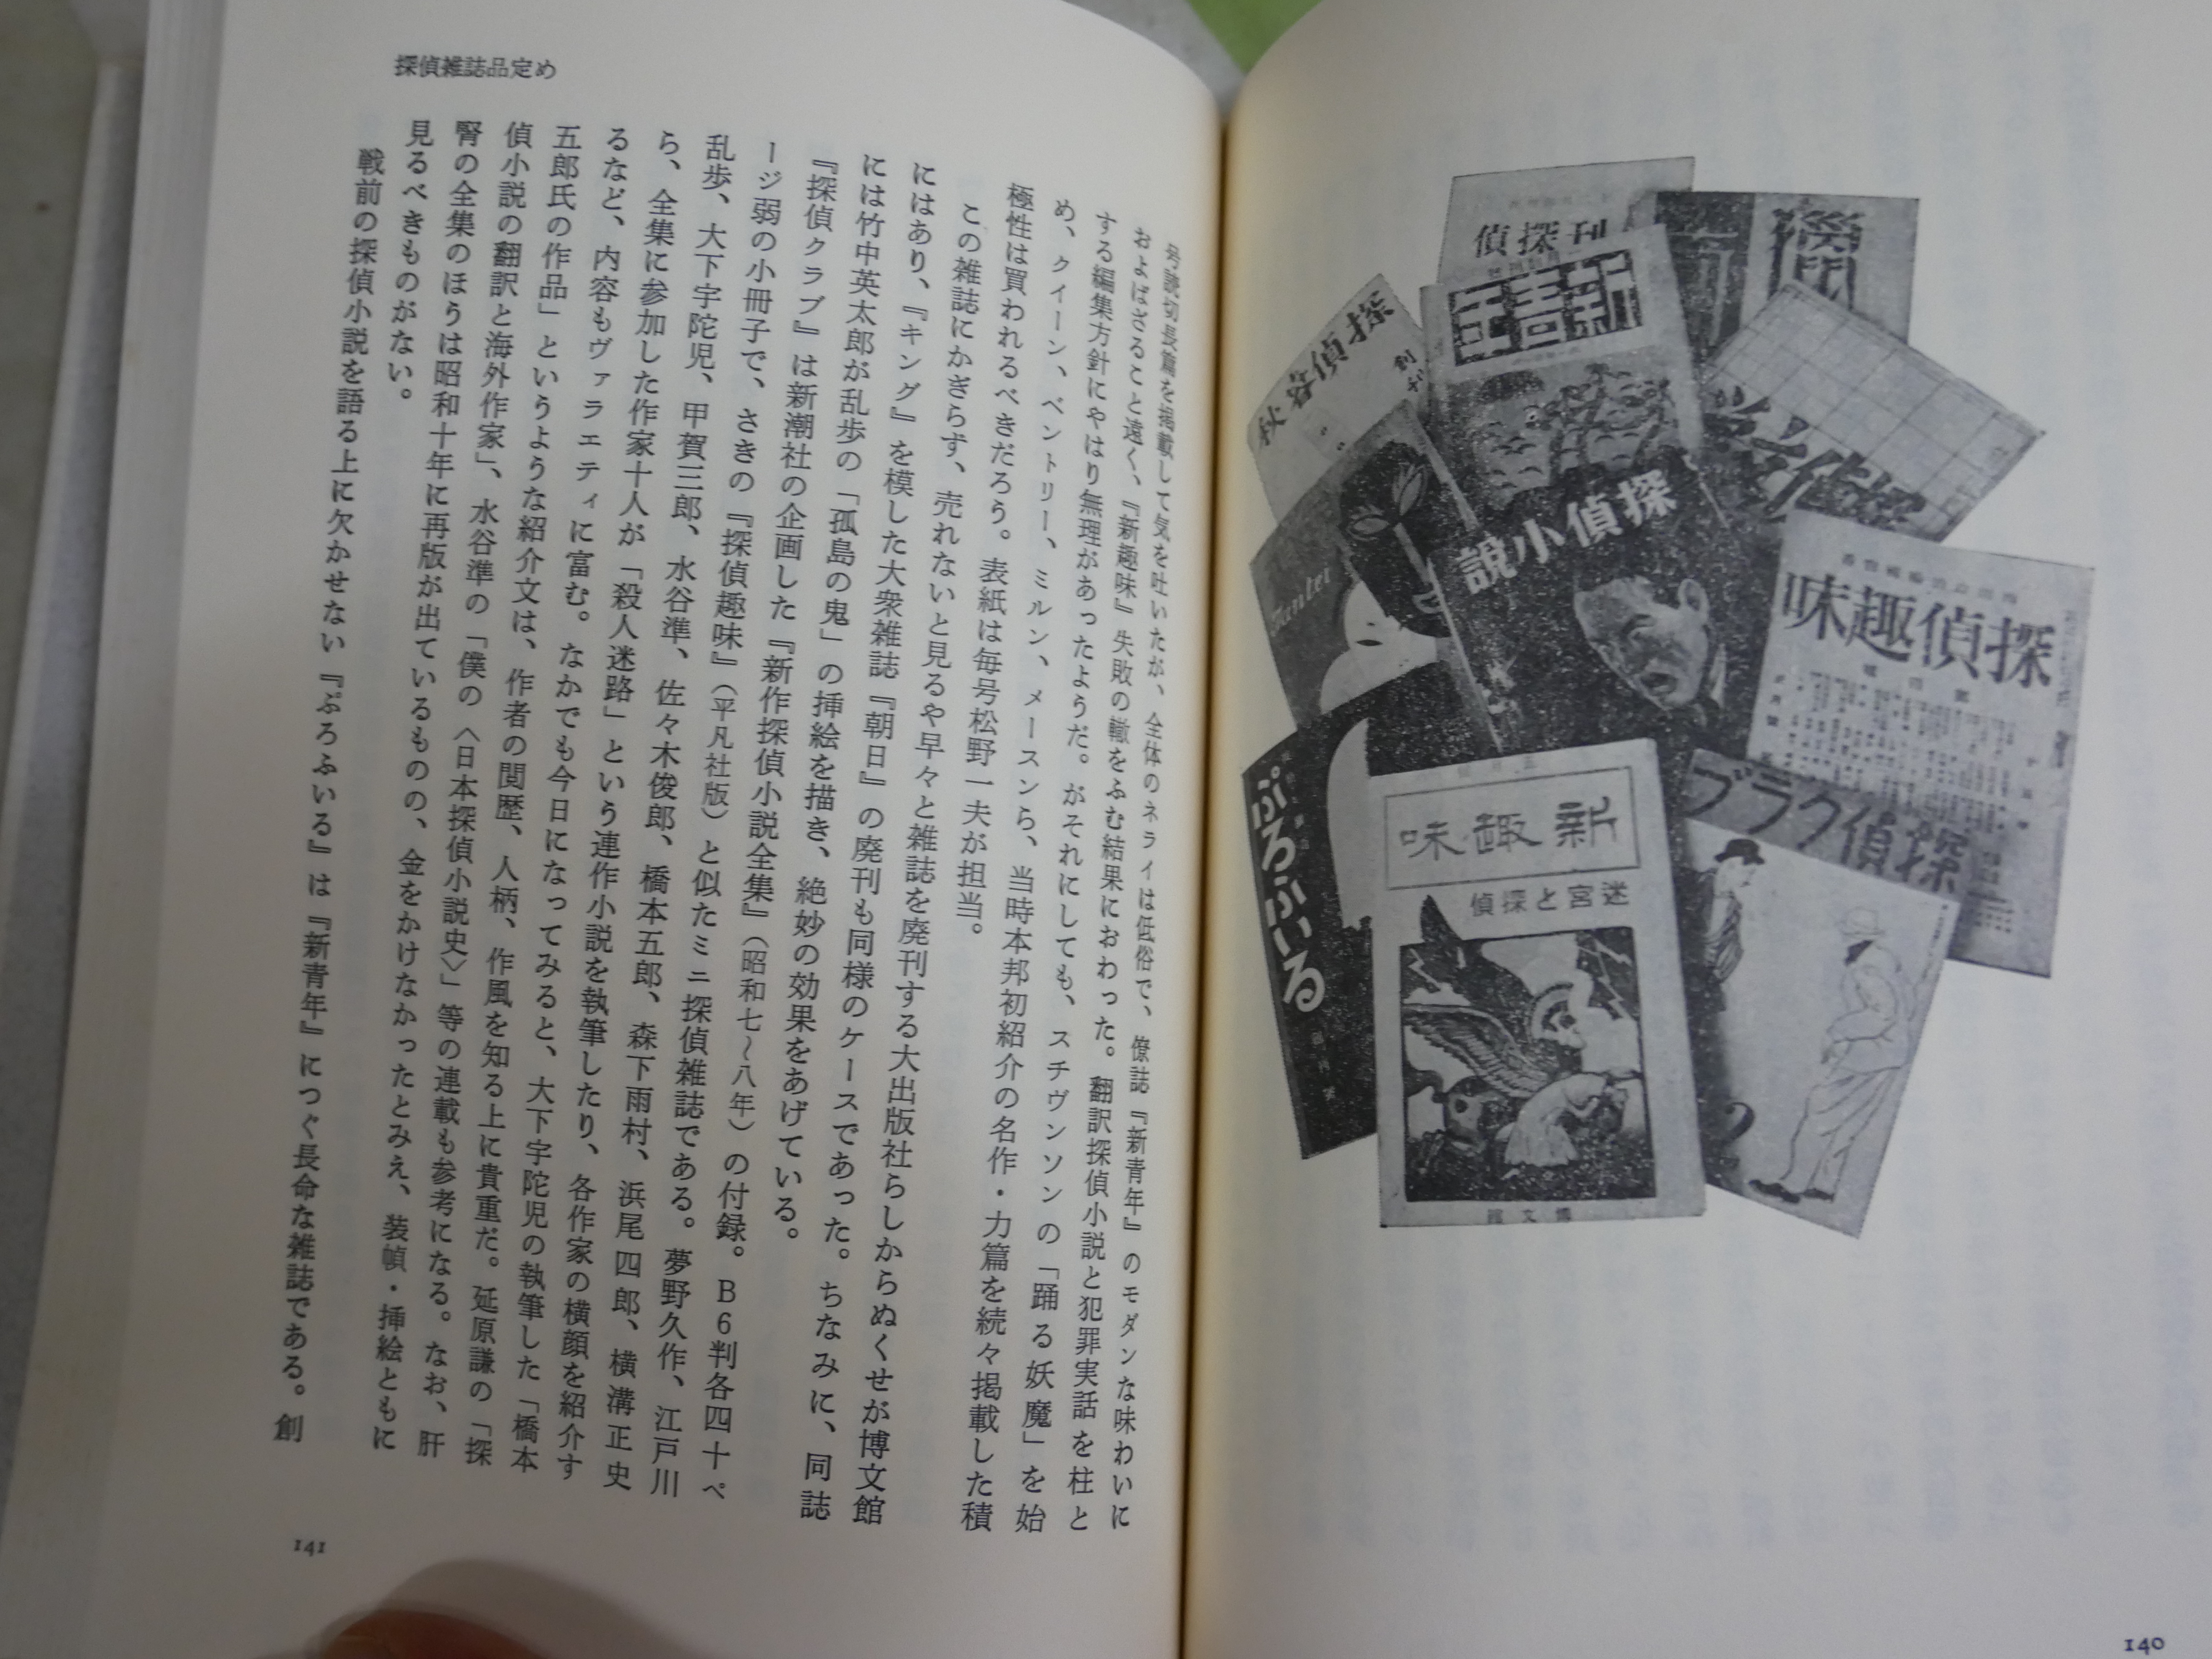 新青年
探偵小説
探偵趣味
Hunter
ぷろふいる
新趣味
迷宮と探偵
博文館
探偵クラブ
140
探偵雑誌品定め
号読切長篇を掲載して気を吐いたが、全体のネライは低俗で、僚誌『新青年』のモダンな味わいに
およばざること遠く、『新趣味』失敗の轍をふむ結果におわった。翻訳探偵小説と犯罪実話を柱と
する編集方針にやはり無理があったようだ。がそれにしても、スチヴンソンの「踊る妖魔」を始
め、クイーン、ベントリー、ミルン、メースンら、当時本邦初紹介の名作・力篇を続々掲載した積
極性は買われるべきだろう。表紙は毎号松野一夫が担当。
この雑誌にかぎらず、売れないと見るや早々と雑誌を廃刊する大出版社らしからぬくせが博文館
にはあり、『キング』を模した大衆雑誌『朝日』の廃刊も同様のケースであった。ちなみに、同誌
には竹中英太郎が乱歩の「孤島の鬼」の挿絵を描き、絶妙の効果をあげている。
『探偵クラブ』は新潮社の企画した『新作探偵小説全集』（昭和七〜八年）の付録。B6判各四十ペ
ージ弱の小冊子で、さきの『探偵趣味』（平凡社版）と似たミニ探偵雑誌である。夢野久作、江戸川
乱歩、大下宇陀児、甲賀三郎、水谷準、佐々木俊郎、橋本五郎、森下雨村、浜尾四郎、横溝正史
ら、全集に参加した作家十人が「殺人迷路」という連作小説を執筆したり、各作家の横顔を紹介す
るなど、内容もヴァラエティに富む。なかでも今日になってみると、大下宇陀児の執筆した「橋本
五郎氏の作品」というような紹介文は、作者の閲歴、人柄、作風を知る上に貴重だ。延原謙の「探
偵小説の翻訳と海外作家」、水谷準の「僕の〈日本探偵小説史〉」等の連載も参考になる。なお、肝
腎の全集のほうは昭和十年に再版が出ているものの、金をかけなかったとみえ、装幀・挿絵ともに
見るべきものがない。
戦前の探偵小説を語る上に欠かせない『ぷろふいる』は『新青年』につぐ長命な雑誌である。創
141